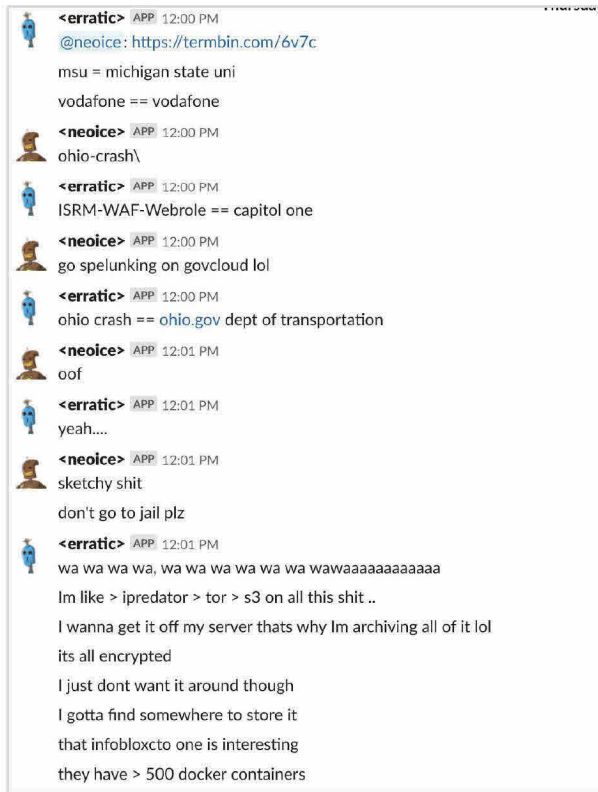 <erratic> APP 12:00 PM
@neoice: https://termbin.com/6v7c
msu = michigan state uni
vodafone == vodafone
<neoice> APP 12:00 PM
ohio-crash\
<erratic> APP 12:00 PM
ISRM-WAF-Webrole == capitol one
<neoice> APP 12:00 PM
go spelunking on govcloud lol
<erratic> APP 12:00 PM
ohio crash == ohio.gov dept of transportation
<neoice> APP 12:01 PM
oof
<erratic> APP 12:01 PM
yeah....
<neoice> APP 12:01 PM
sketchy shit
don't go to jail plz
<erratic> APP 12:01 PM
wa wa wa wa, wa wa wa wa wa wa wawaaaaaaaaaaaa
Im like > ipredator > tor > s3 on all this shit ..
I wanna get it off my server thats why Im archiving all of it lol
its all encrypted
I just dont want it around though
I gotta find somewhere to store it
that infobloxcto one is interesting
they have > 500 docker containers